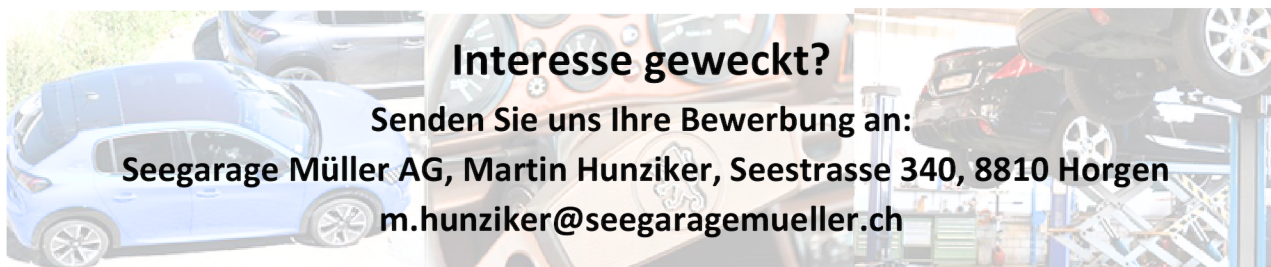 Interesse geweckt?
Senden Sie uns Ihre Bewerbung an:
Seegarage Müller AG, Martin Hunziker, Seestrasse 340, 8810 Horgen
m.hunziker@seegaragemueller.ch